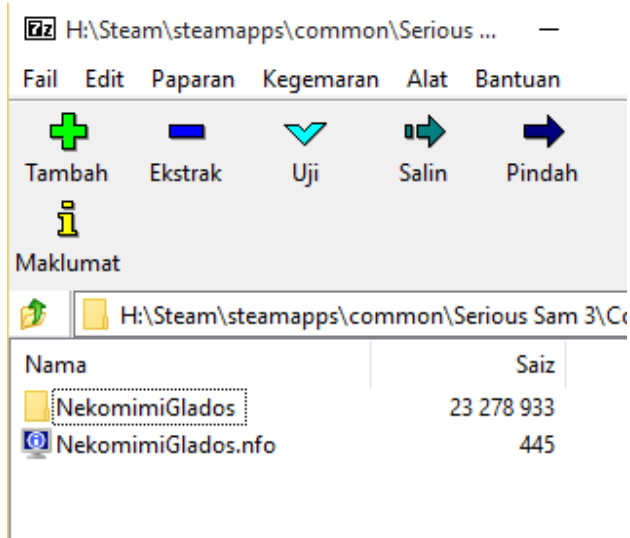 7z H:\Steam\steamapps\common\Serious ...
Fail Edit Paparan Kegemaran Alat Bantuan
Tambah Ekstrak Uji Salin Pindah
Maklumat
H:\Steam\steamapps\common\Serious Sam 3\Co
Nama Saiz
NekomimiGlados 23 278 933
NekomimiGlados.nfo 445